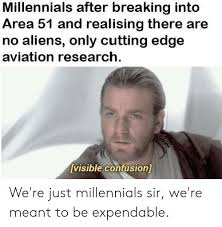 Millennials after breaking into
Area 51 and realising there are
no aliens, only cutting edge
aviation research.
[visible confusion]
We're just millennials sir, we're
meant to be expendable.